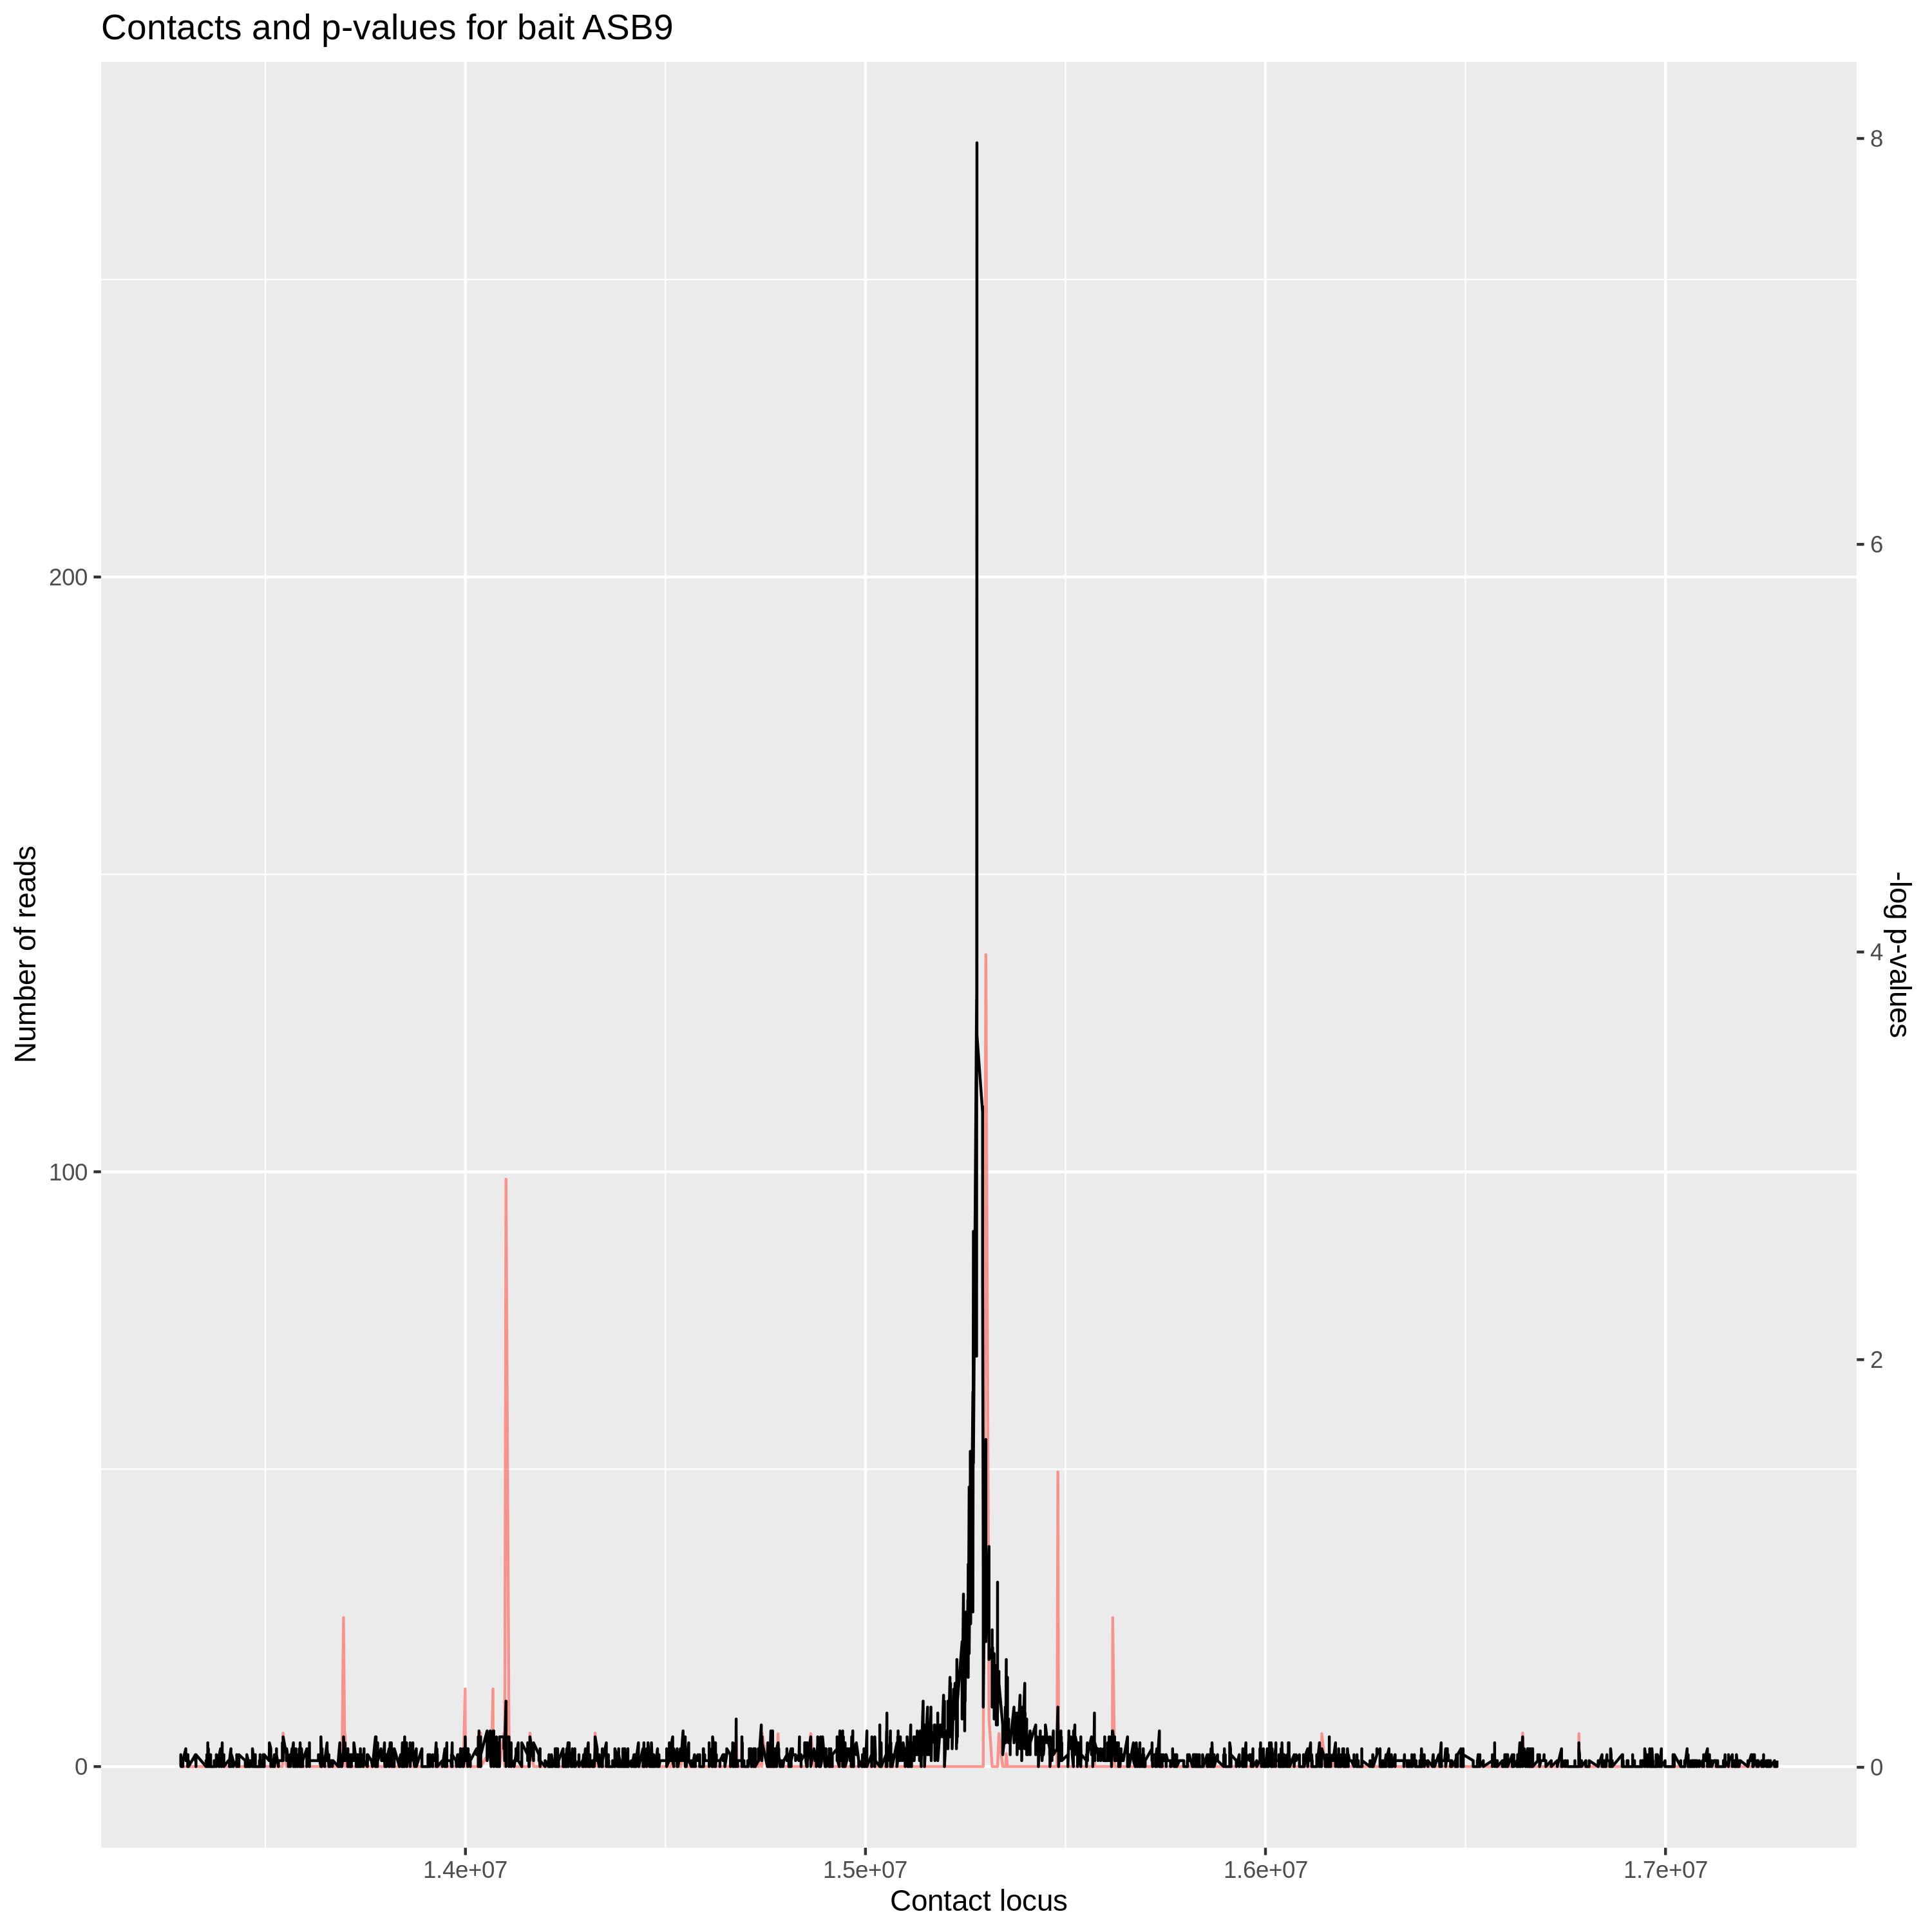 Contacts and p-values for bait ASB9
Number of reads
200
100
0
8
6
4
2
0
-log p-values
1.4e+07
1.5e+07
1.6e+07
1.7e+07
Contact locus